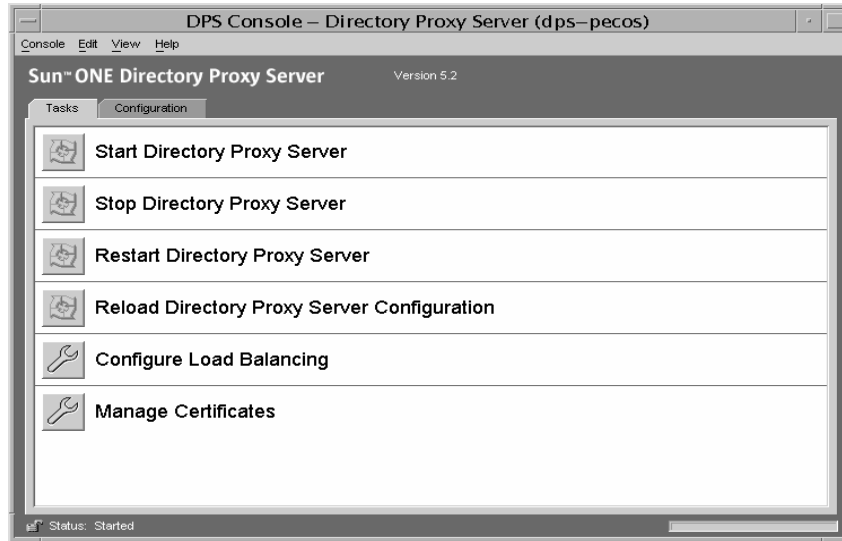 DPS Console – Directory Proxy Server (dps–pecos)
Console Edit View Help
Sun™ ONE Directory Proxy Server Version 5.2
Tasks Configuration
Start Directory Proxy Server
Stop Directory Proxy Server
Restart Directory Proxy Server
Reload Directory Proxy Server Configuration
Configure Load Balancing
Manage Certificates
Status: Started